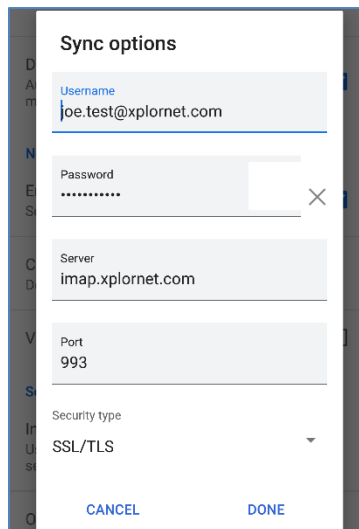 Sync options
Username
joe.test@xplornet.com
Password
•••••••••••
Server
imap.xplornet.com
Port
993
Security type
SSL/TLS
CANCEL
DONE